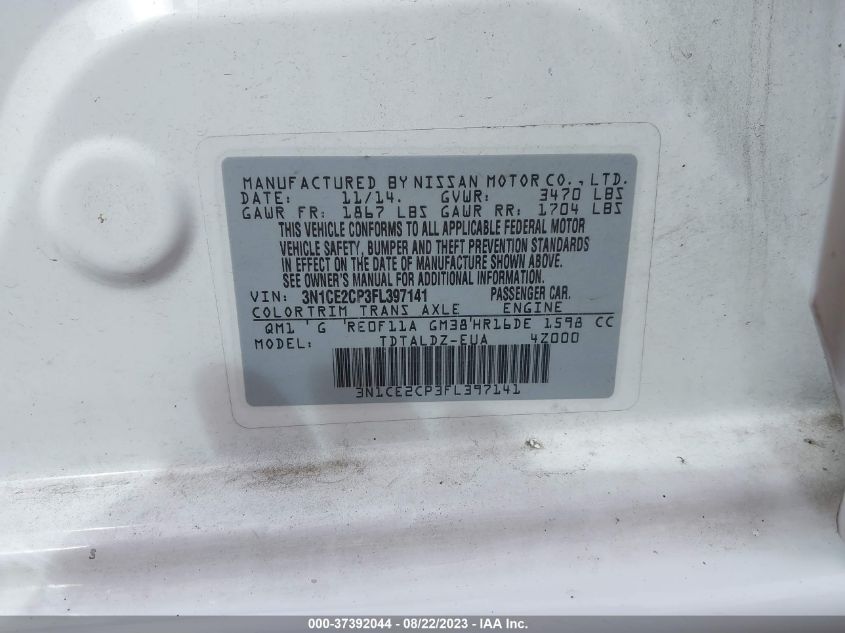 MANUFACTURED BY NISSAN MOTOR CO., LTD.
DATE: 11/14. GVWR: 3470 LBS
GAWR FR: 1867 LBS GAWR RR: 1704 LBS
THIS VEHICLE CONFORMS TO ALL APPLICABLE FEDERAL MOTOR
VEHICLE SAFETY, BUMPER AND THEFT PREVENTION STANDARDS
IN EFFECT ON THE DATE OF MANUFACTURE SHOWN ABOVE.
SEE OWNER'S MANUAL FOR ADDITIONAL INFORMATION.
VIN: 3N1CE2CP3FL397141 PASSENGER CAR.
COLORTRIM TRANS AXLE ENGINE
QM1 ' G 'RE0F11A GM38'HR16DE 1598 CC
MODEL: TDTALDZ-EUA 4Z000
3N1CE2CP3FL397141
000-37392044 - 08/22/2023 - IAA Inc.